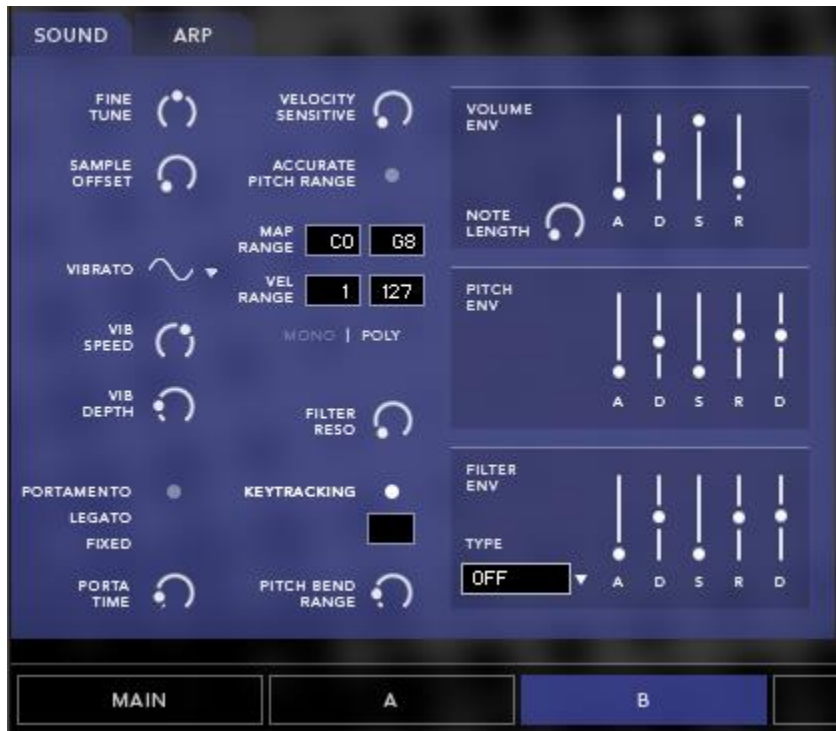 SOUND ARP
FINE TUNE
VELOCITY SENSITIVE
SAMPLE OFFSET
ACCURATE PITCH RANGE
MAP RANGE C0 G8
VIBRATO
VEL RANGE 1 127
VIB SPEED
MONO | POLY
VIB DEPTH
FILTER RESO
PORTAMENTO
LEGATO
FIXED
KEYTRACKING
PORTA TIME
PITCH BEND RANGE
VOLUME ENV
NOTE LENGTH
A D S R
PITCH ENV
A D S R D
FILTER ENV
TYPE
OFF
A D S R D
MAIN A B